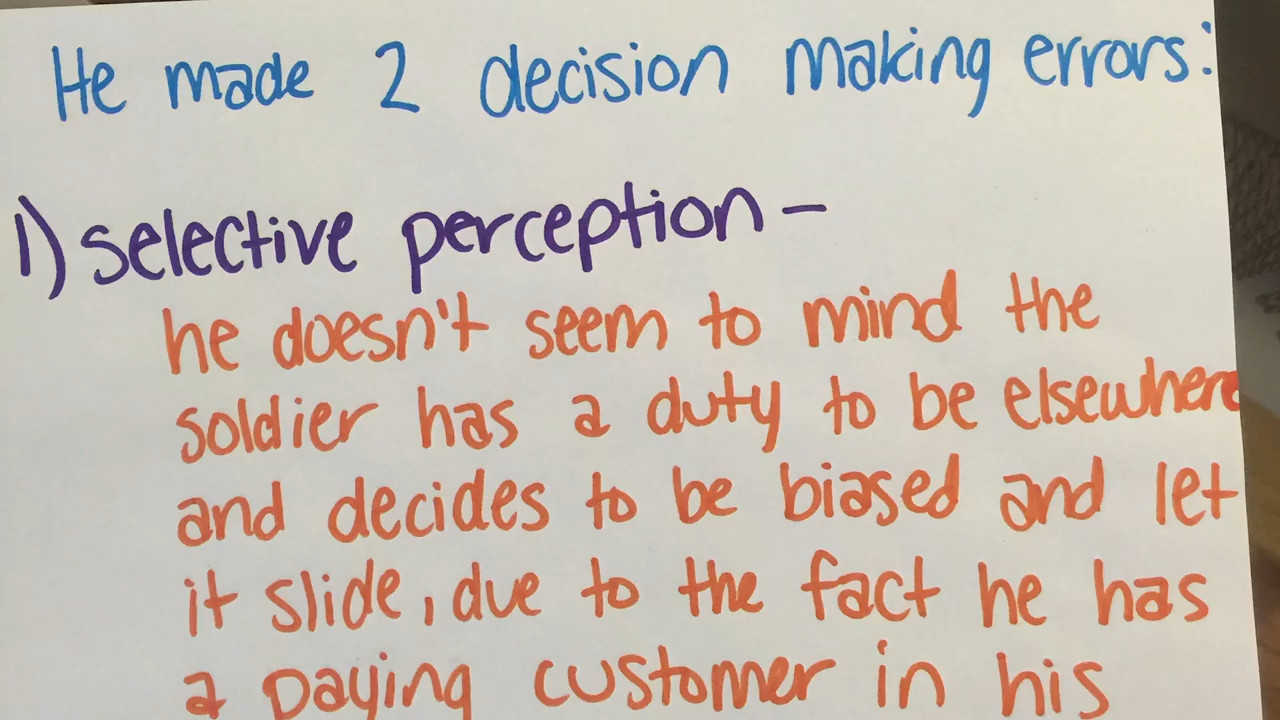 He made 2 decision making errors:
1) selective perception -
he doesn't seem to mind the
soldier has a duty to be elsewhere
and decides to be biased and let
it slide, due to the fact he has
a paying customer in his